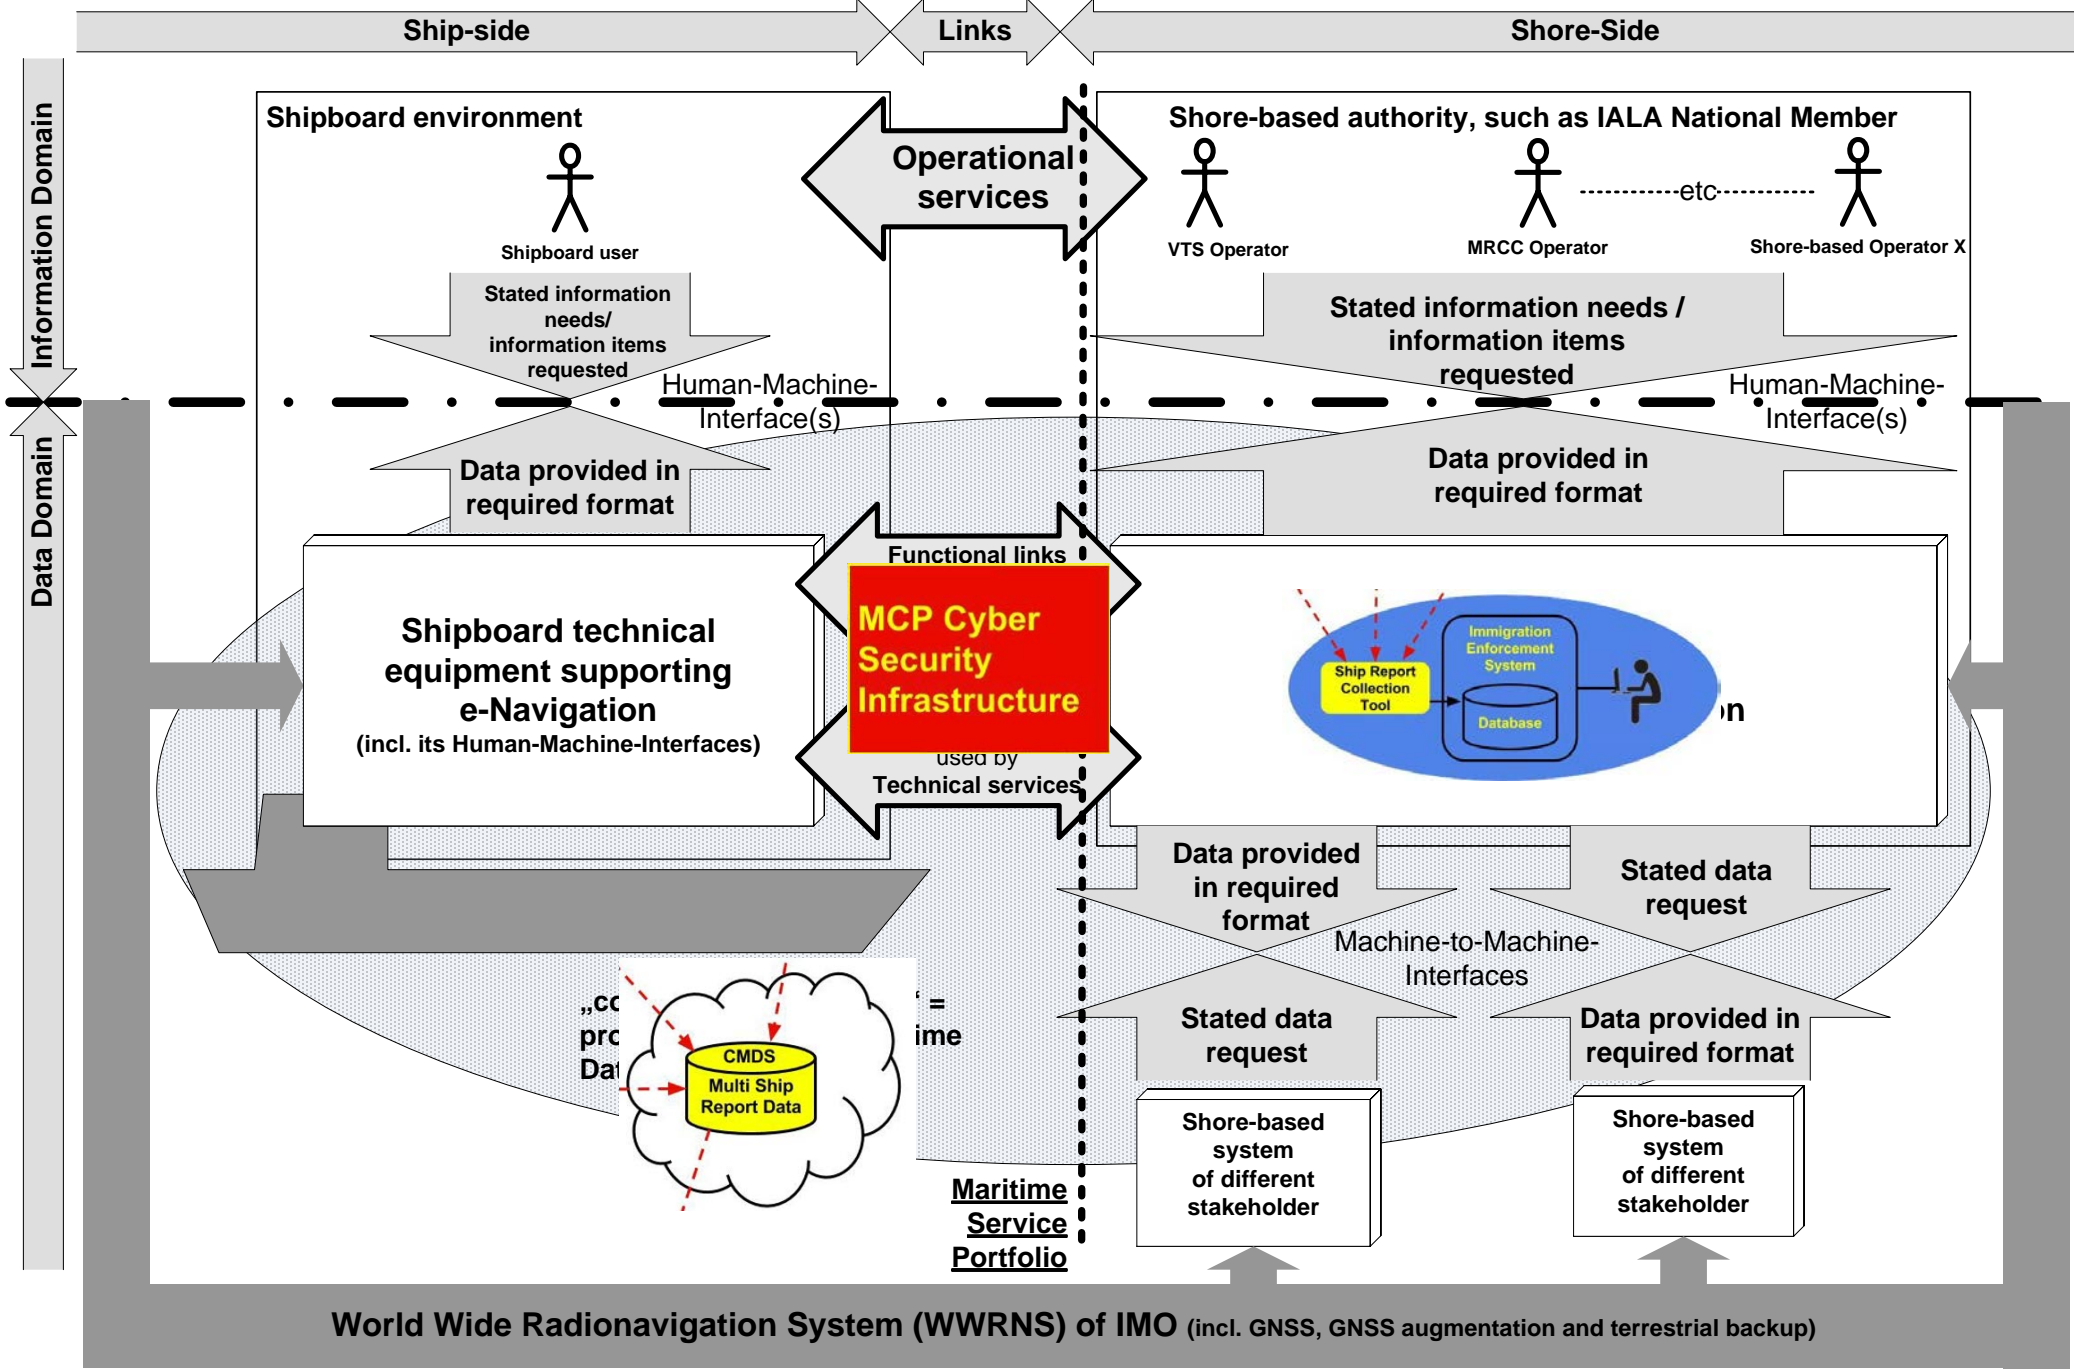 Ship-side
Links
Shore-Side
Information Domain
Data Domain
Shipboard environment
Shipboard user
Operational
services
Shore-based authority, such as IALA National Member
VTS Operator
MRCC Operator
etc
Shore-based Operator X
Stated information
needs/
information items
requested
Human-Machine-
Interface(s)
Data provided in
required format
Stated information needs /
information items
requested
Human-Machine-
Interface(s)
Data provided in
required format
Shipboard technical
equipment supporting
e-Navigation
(incl. its Human-Machine-Interfaces)
Functional links
MCP Cyber
Security
Infrastructure
used by
Technical services
Immigration
Enforcement
System
Ship Report
Collection
Tool
Database
Data provided
in required
format
Stated data
request
Machine-to-Machine-
Interfaces
Stated data
request
Data provided in
required format
CMDS
Multi Ship
Report Data
Shore-based
system
of different
stakeholder
Shore-based
system
of different
stakeholder
Maritime
Service
Portfolio
World Wide Radionavigation System (WWRNS) of IMO (incl. GNSS, GNSS augmentation and terrestrial backup)